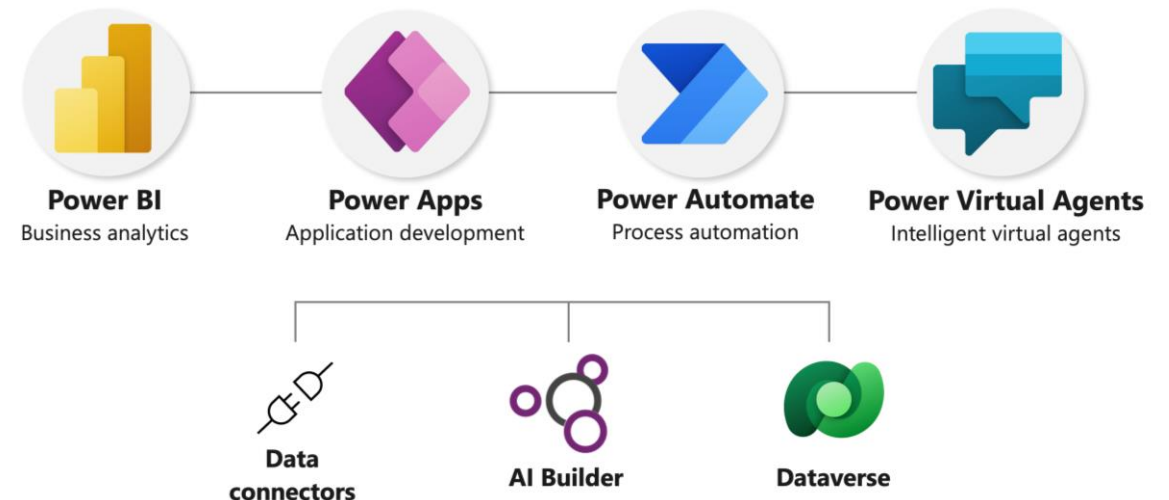 Power BI
Business analytics
Power Apps
Application development
Power Automate
Process automation
Power Virtual Agents
Intelligent virtual agents
Data
connectors
AI Builder
Dataverse